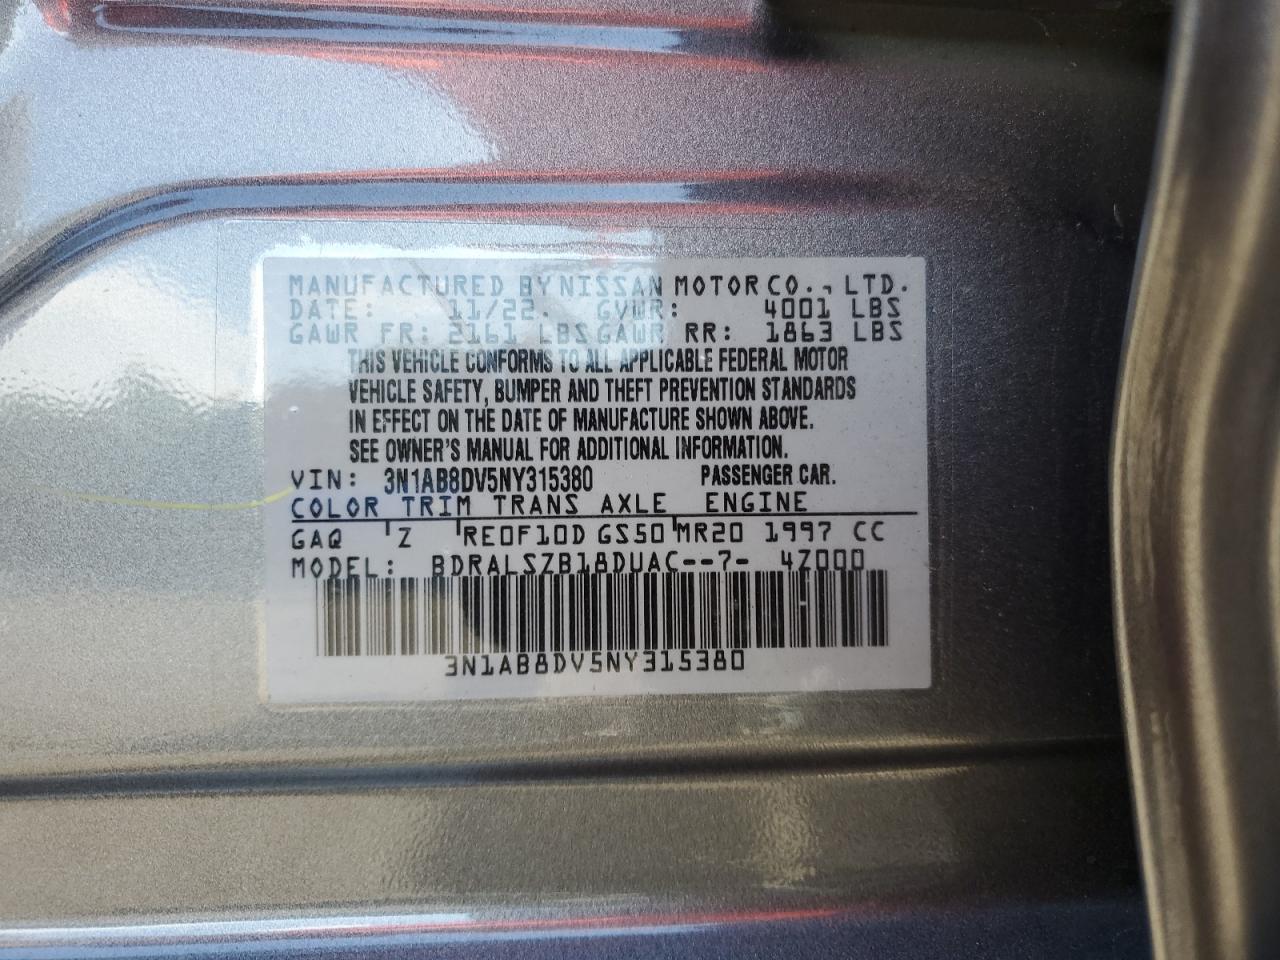 MANUFACTURED BY NISSAN MOTOR CO., LTD.
DATE: 11/22. GVWR: 4001 LBS
GAWR FR: 2161 LBS GAWR RR: 1863 LBS
THIS VEHICLE CONFORMS TO ALL APPLICABLE FEDERAL MOTOR
VEHICLE SAFETY, BUMPER AND THEFT PREVENTION STANDARDS
IN EFFECT ON THE DATE OF MANUFACTURE SHOWN ABOVE.
SEE OWNER'S MANUAL FOR ADDITIONAL INFORMATION.
VIN: 3N1AB8DV5NY315380 PASSENGER CAR.
COLOR TRIM TRANS AXLE ENGINE
GAQ Z RE0F10D GS50 MR20 1997 CC
MODEL: BDRALSZB18DUAC--7- 4Z000
3N1AB8DV5NY315380